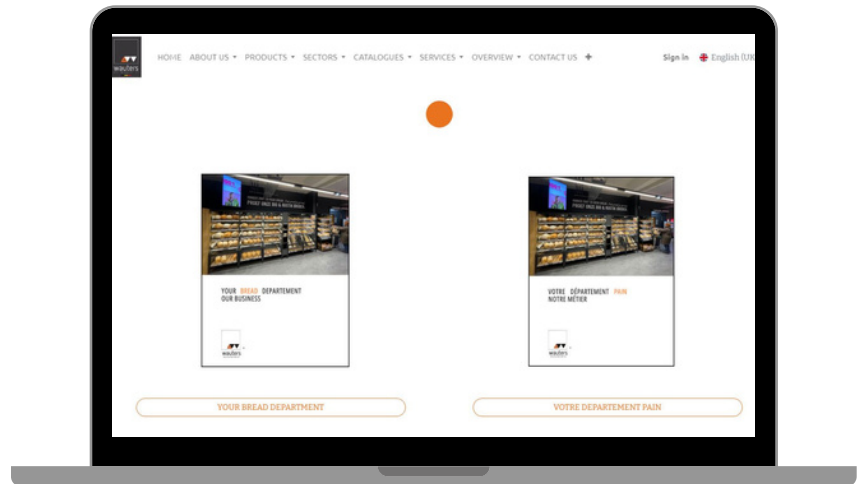 wauters
HOME ABOUT US PRODUCTS SECTORS CATALOGUES SERVICES OVERVIEW CONTACT US + Sign in English (UK
YOUR BREAD DEPARTEMENT
OUR BUSINESS
wauters
YOUR BREAD DEPARTMENT
VOTRE DÉPARTEMENT PAIN
NOTRE MÉTIER
wauters
VOTRE DEPARTEMENT PAIN